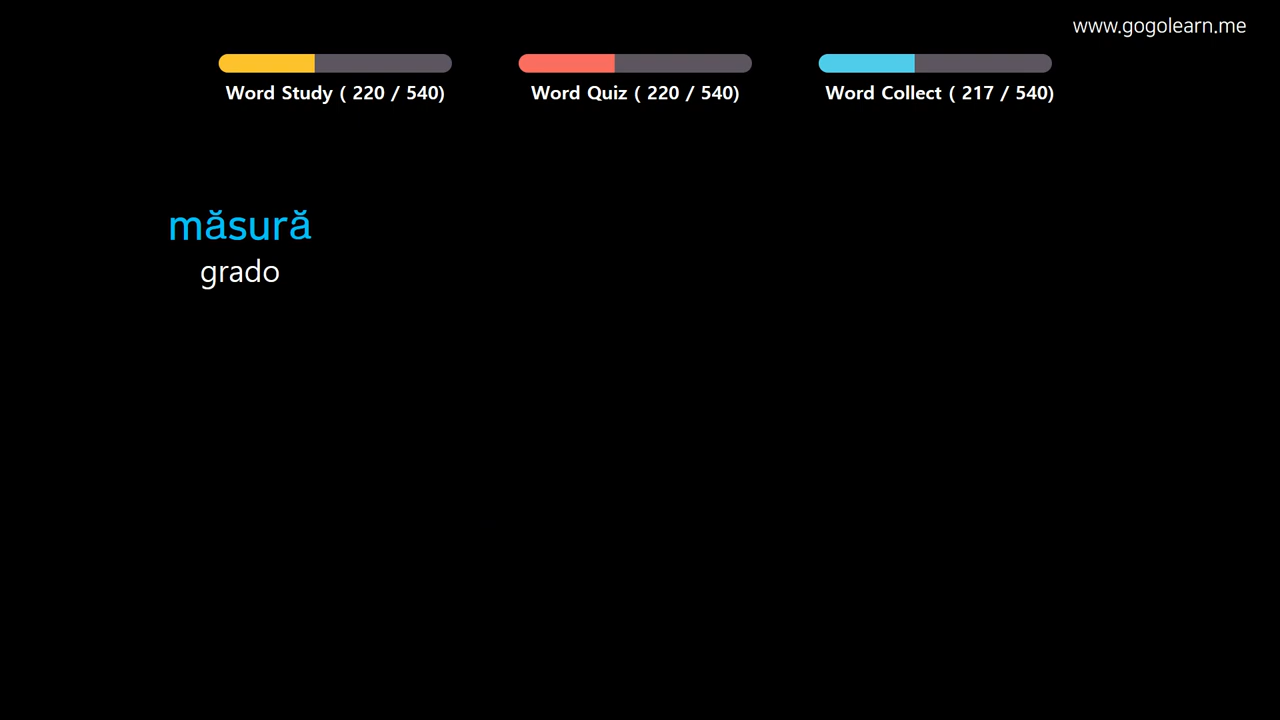 www.gogolearn.me
Word Study ( 220 / 540)
Word Quiz ( 220 / 540)
Word Collect ( 217 / 540)
măsură
grado